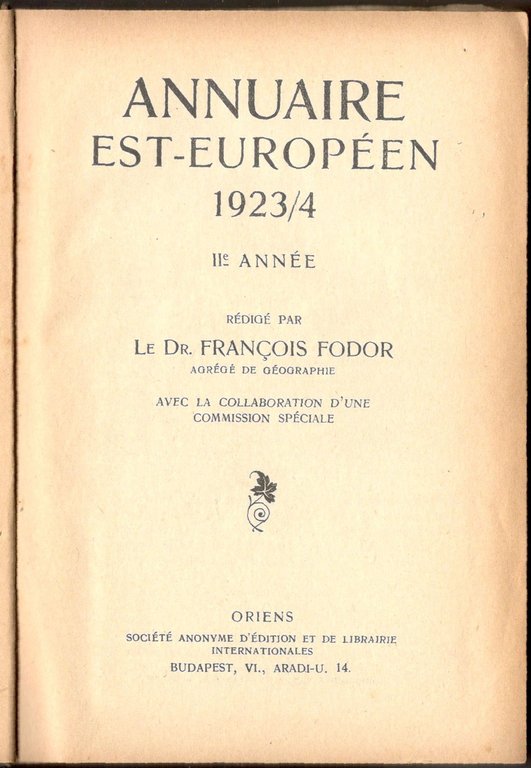 ANNUAIRE
EST-EUROPÉEN
1923/4
IIe ANNÉE
RÉDIGÉ PAR
LE DR. FRANÇOIS FODOR
AGRÉGÉ DE GÉOGRAPHIE
AVEC LA COLLABORATION D'UNE
COMMISSION SPÉCIALE
ORIENS
SOCIÉTÉ ANONYME D'ÉDITION ET DE LIBRAIRIE
INTERNATIONALES
BUDAPEST, VI., ARADI-U. 14.